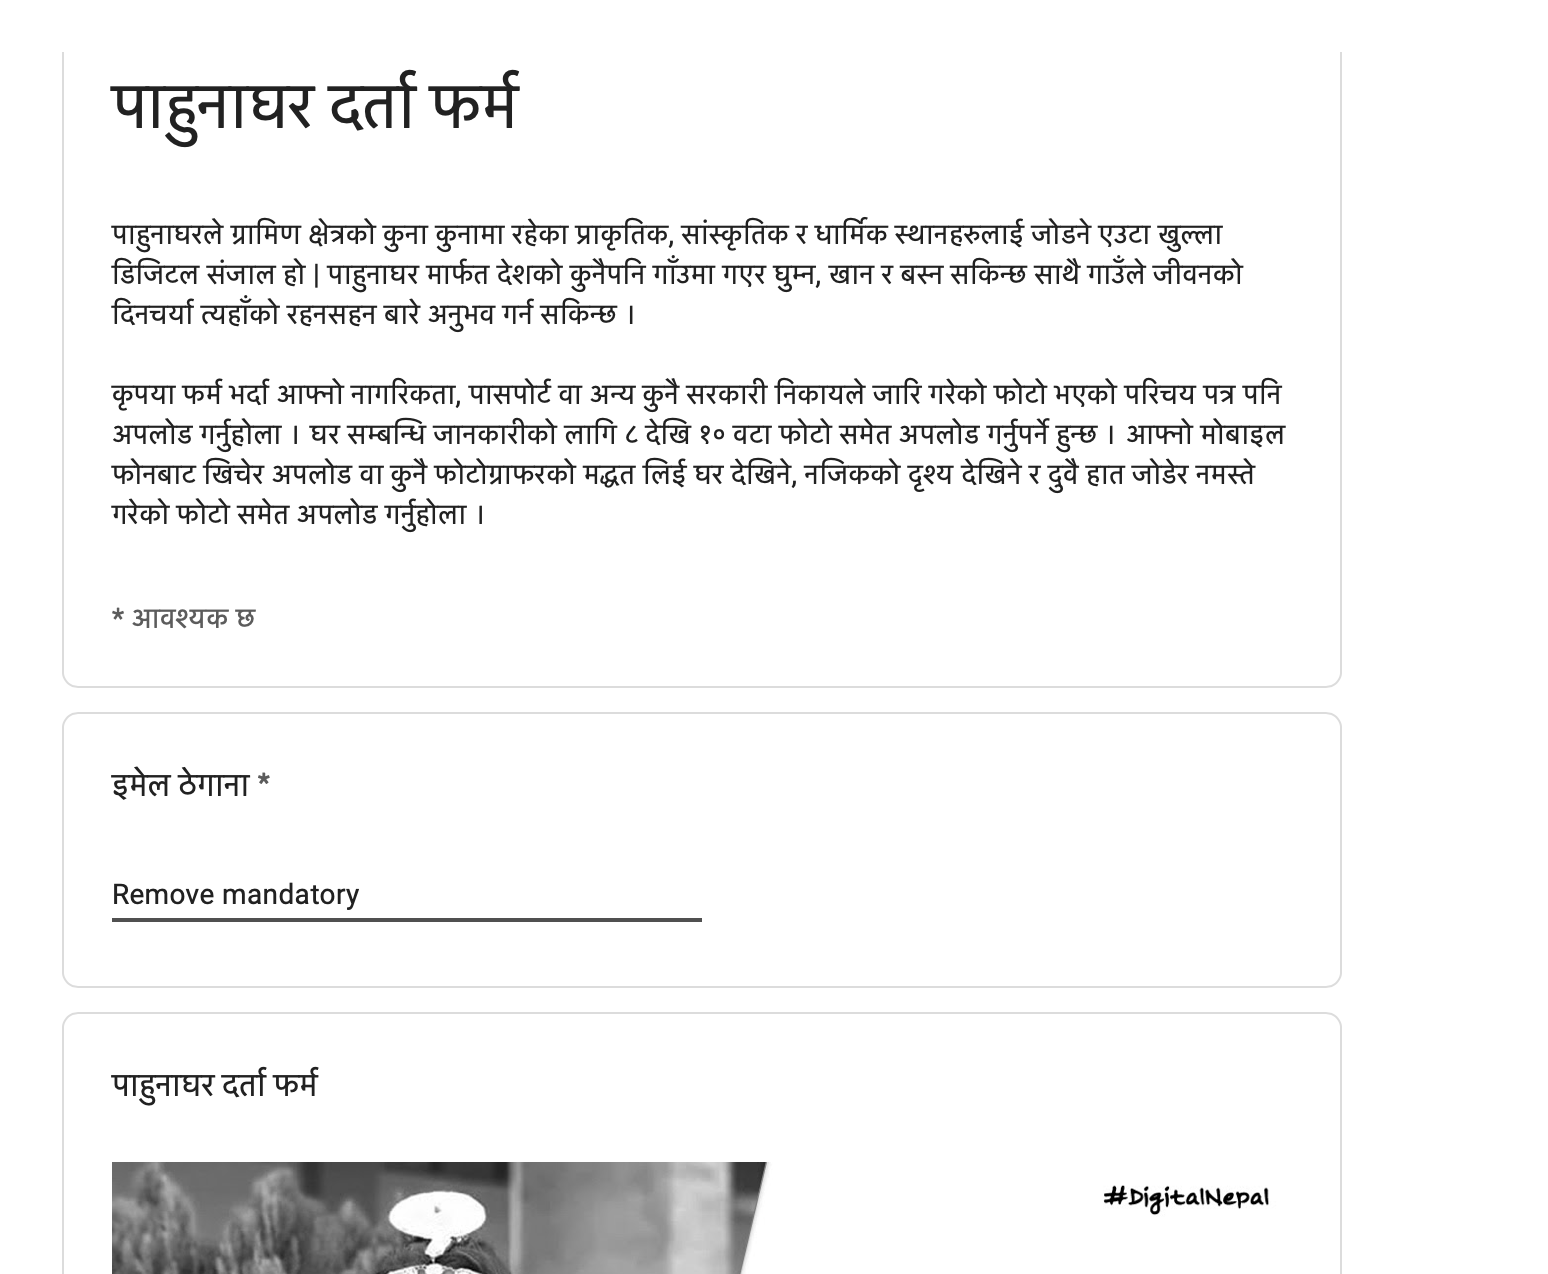 पाहुनाघर दर्ता फर्म
पाहुनाघरले ग्रामिण क्षेत्रको कुना कुनामा रहेका प्राकृतिक, सांस्कृतिक र धार्मिक स्थानहरुलाई जोडने एउटा खुल्ला
डिजिटल संजाल हो | पाहुनाघर मार्फत देशको कुनैपनि गाँउमा गएर घुम्न, खान र बस्न सकिन्छ साथै गाउँले जीवनको
दिनचर्या त्यहाँको रहनसहन बारे अनुभव गर्न सकिन्छ ।
कृपया फर्म भर्दा आफ्नो नागरिकता, पासपोर्ट वा अन्य कुनै सरकारी निकायले जारि गरेको फोटो भएको परिचय पत्र पनि
अपलोड गर्नुहोला । घर सम्बन्धि जानकारीको लागि ८ देखि १० वटा फोटो समेत अपलोड गर्नुपर्ने हुन्छ । आफ्नो मोबाइल
फोनबाट खिचेर अपलोड वा कुनै फोटोग्राफरको मद्धत लिई घर देखिने, नजिकको दृश्य देखिने र दुवै हात जोडेर नमस्ते
गरेको फोटो समेत अपलोड गर्नुहोला ।
* आवश्यक छ
इमेल ठेगाना *
Remove mandatory
पाहुनाघर दर्ता फर्म
#DigitalNepal